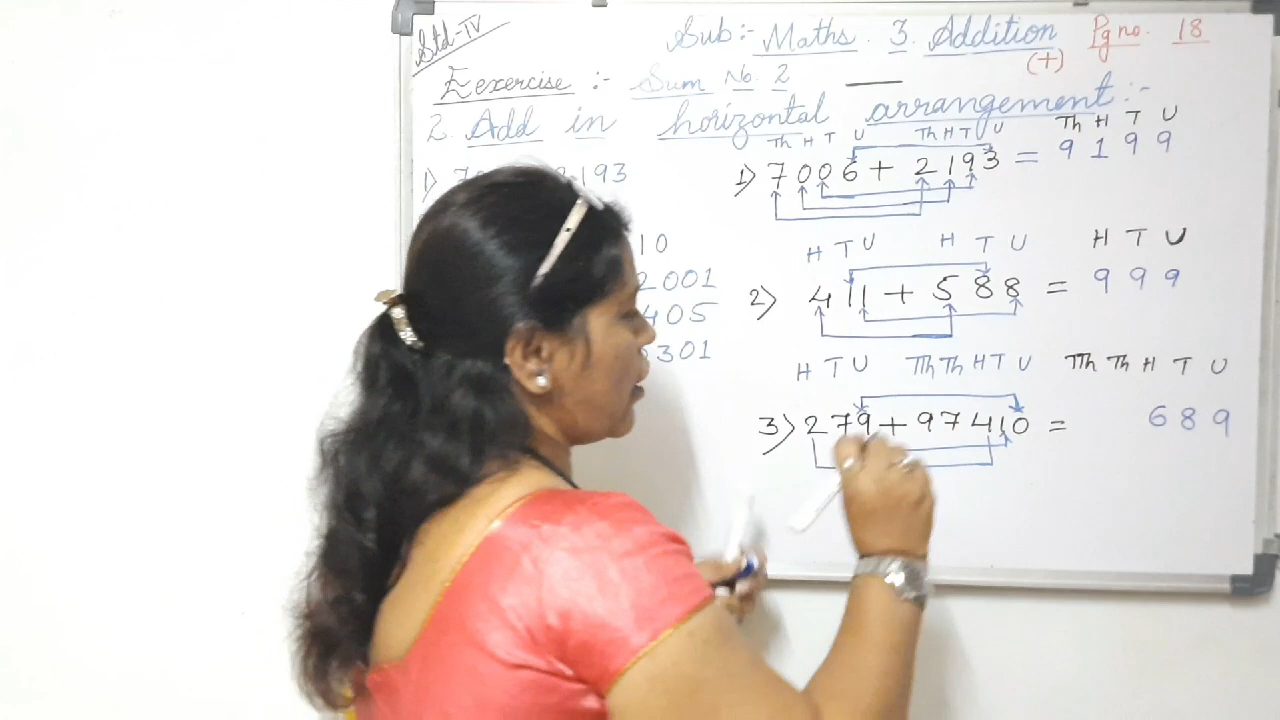 Std-IV
Sub:- Maths. 3. Addition Pg no. 18
(+)
Eexercise :- Sum No. 2
2. Add in horizontal arrangement :-
Th H T U Th H T U Th H T U
1) 7006 + 2193 = 9199
H T U H T U H T U
2) 411 + 588 = 999
H T U TTh Th H T U TTh Th H T U
3) 279 + 97410 = 689
1) 193
10
2001
405
301